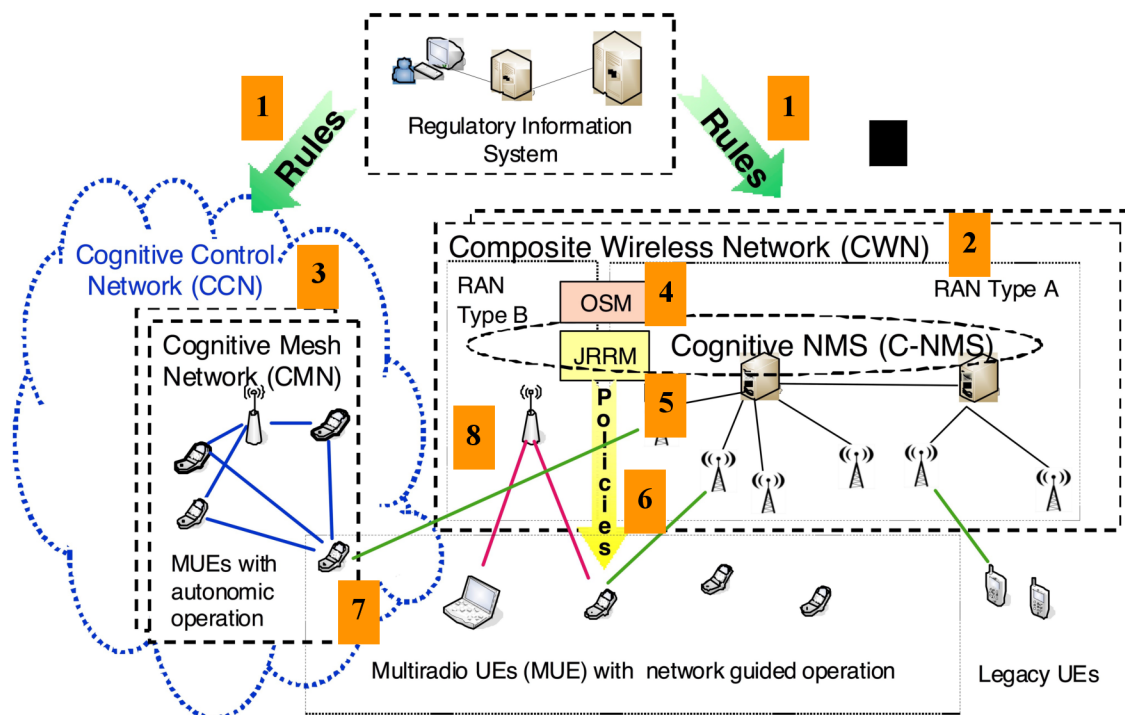 1
1
Rules
Rules
Regulatory Information
System
2
Composite Wireless Network (CWN)
Cognitive Control
Network (CCN)
3
RAN
Type B
OSM
4
RAN Type A
Cognitive Mesh
Network (CMN)
JRRM
Cognitive NMS (C-NMS)
5
Policies
8
6
MUEs with
autonomic
operation
7
Multiradio UEs (MUE) with network guided operation
Legacy UEs